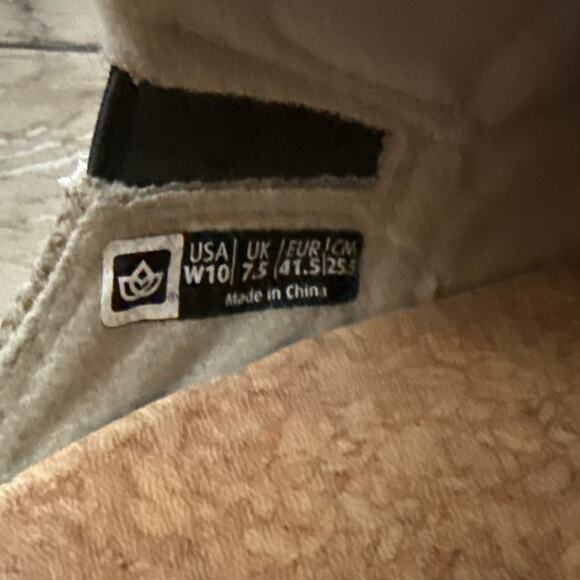 USA | UK | EUR | CM
W10 | 7.5 | 41.5 | 25.5
Made in China
®